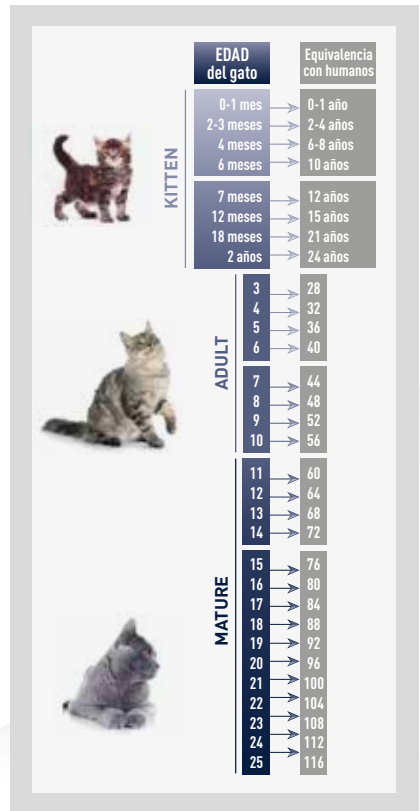 EDAD del gato
Equivalencia con humanos
KITTEN
0-1 mes 0-1 año
2-3 meses 2-4 años
4 meses 6-8 años
6 meses 10 años
7 meses 12 años
12 meses 15 años
18 meses 21 años
2 años 24 años
ADULT
3 28
4 32
5 36
6 40
7 44
8 48
9 52
10 56
MATURE
11 60
12 64
13 68
14 72
15 76
16 80
17 84
18 88
19 92
20 96
21 100
22 104
23 108
24 112
25 116